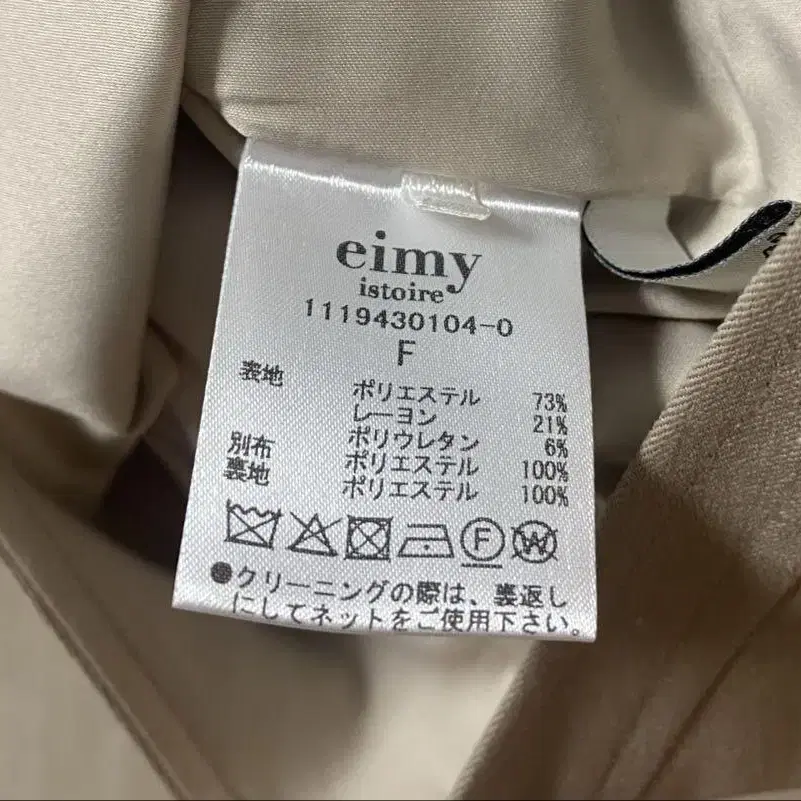 eimy
istoire
1119430104-0
F
表地 ポリエステル 73%
レーヨン 21%
ポリウレタン 6%
別布 ポリエステル 100%
裏地 ポリエステル 100%
F W
●クリーニングの際は、裏返し
にしてネットをご使用下さい。